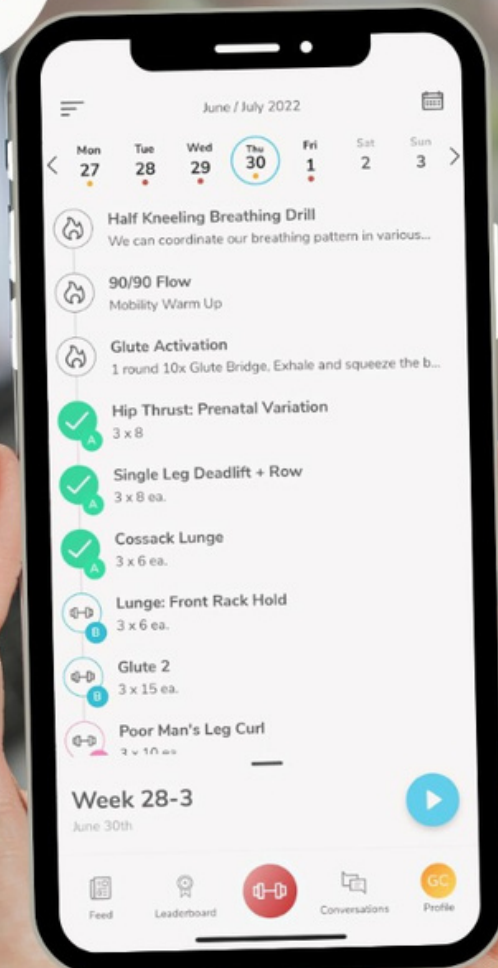 June / July 2022
Mon Tue Wed Thu Fri Sat Sun
27 28 29 30 1 2 3
Half Kneeling Breathing Drill
We can coordinate our breathing pattern in various...
90/90 Flow
Mobility Warm Up
Glute Activation
1 round 10x Glute Bridge, Exhale and squeeze the b...
Hip Thrust: Prenatal Variation
3 x 8
A
Single Leg Deadlift + Row
3 x 8 ea.
A
Cossack Lunge
3 x 6 ea.
A
Lunge: Front Rack Hold
3 x 6 ea.
B
Glute 2
3 x 15 ea.
B
Poor Man's Leg Curl
3 x 10 ea.
Week 28-3
June 30th
GC
Feed Leaderboard Conversations Profile